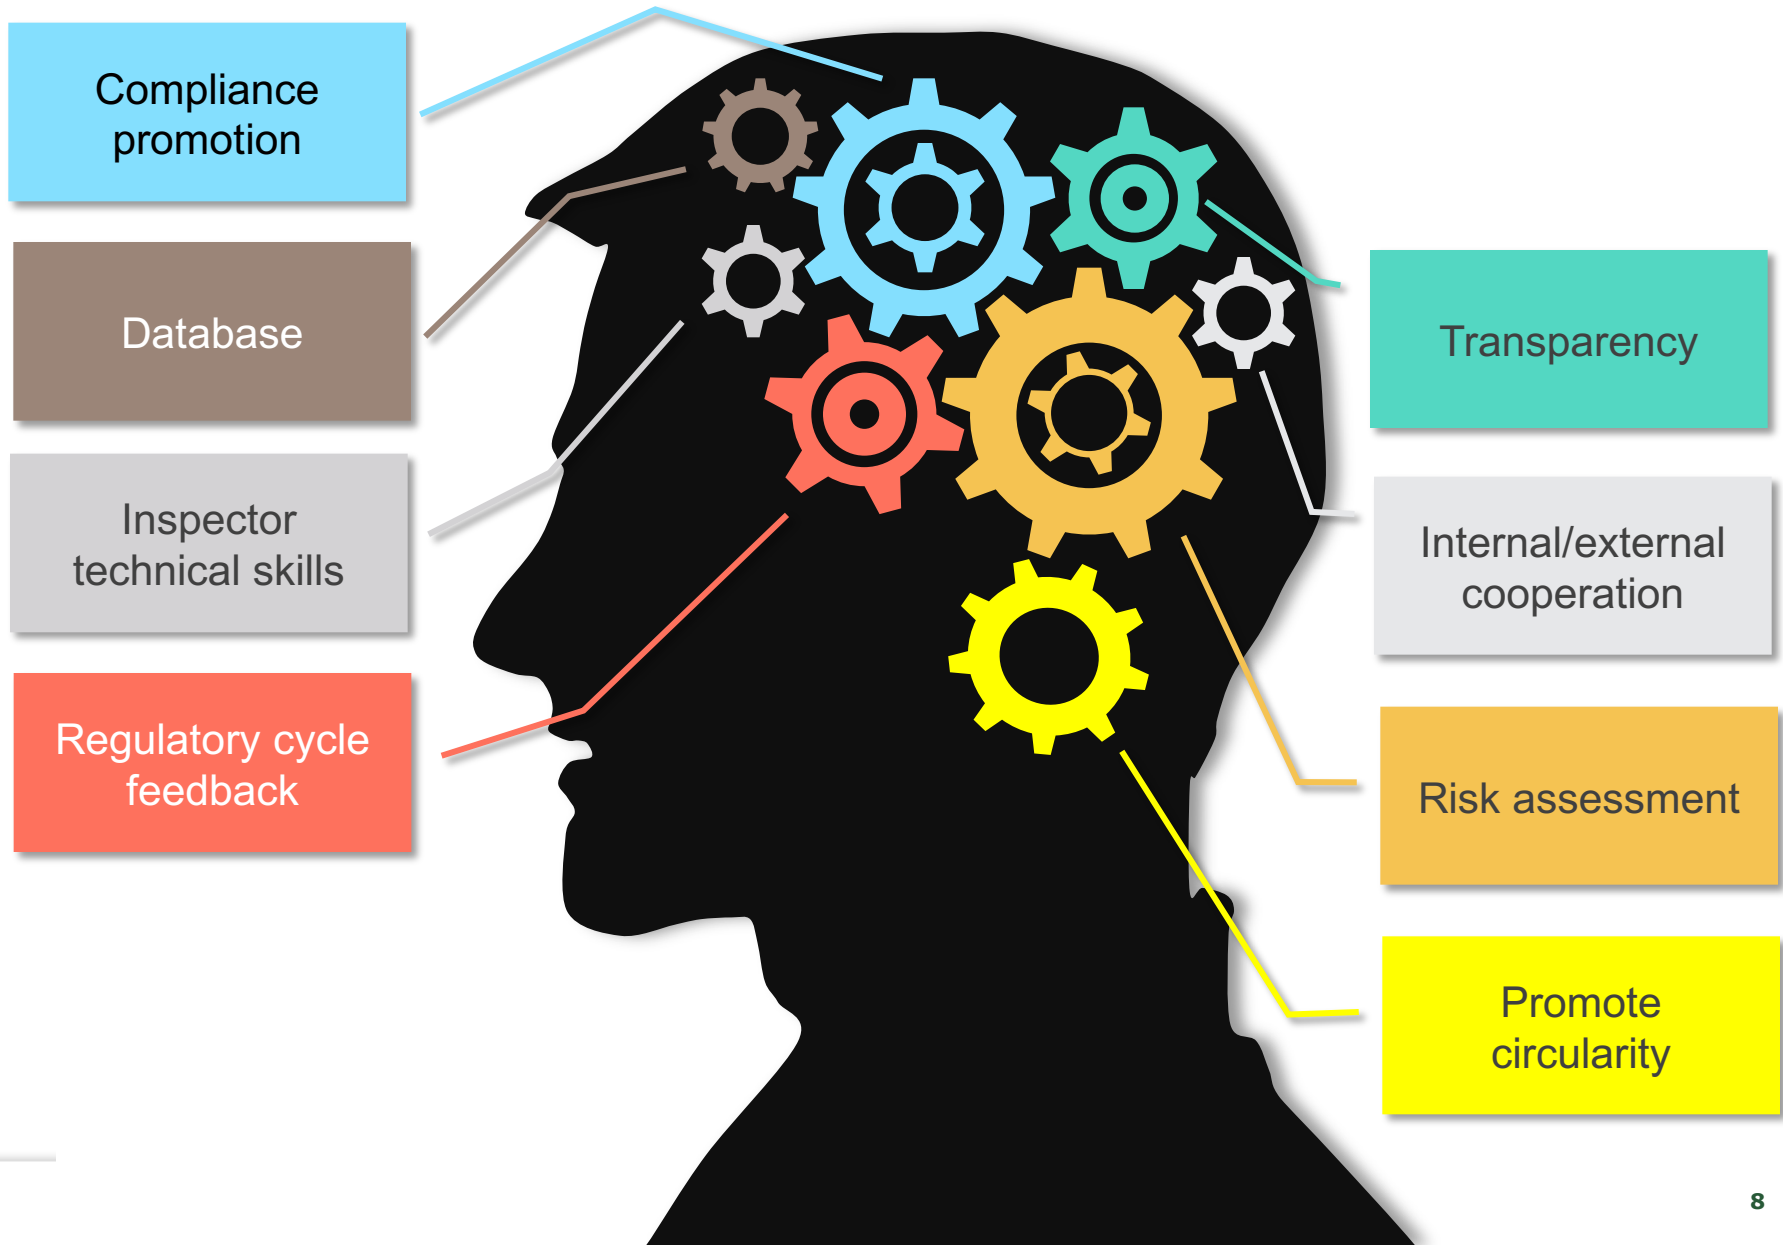 Compliance
promotion
Database
Inspector
technical skills
Regulatory cycle
feedback
Transparency
Internal/external
cooperation
Risk assessment
Promote
circularity
8